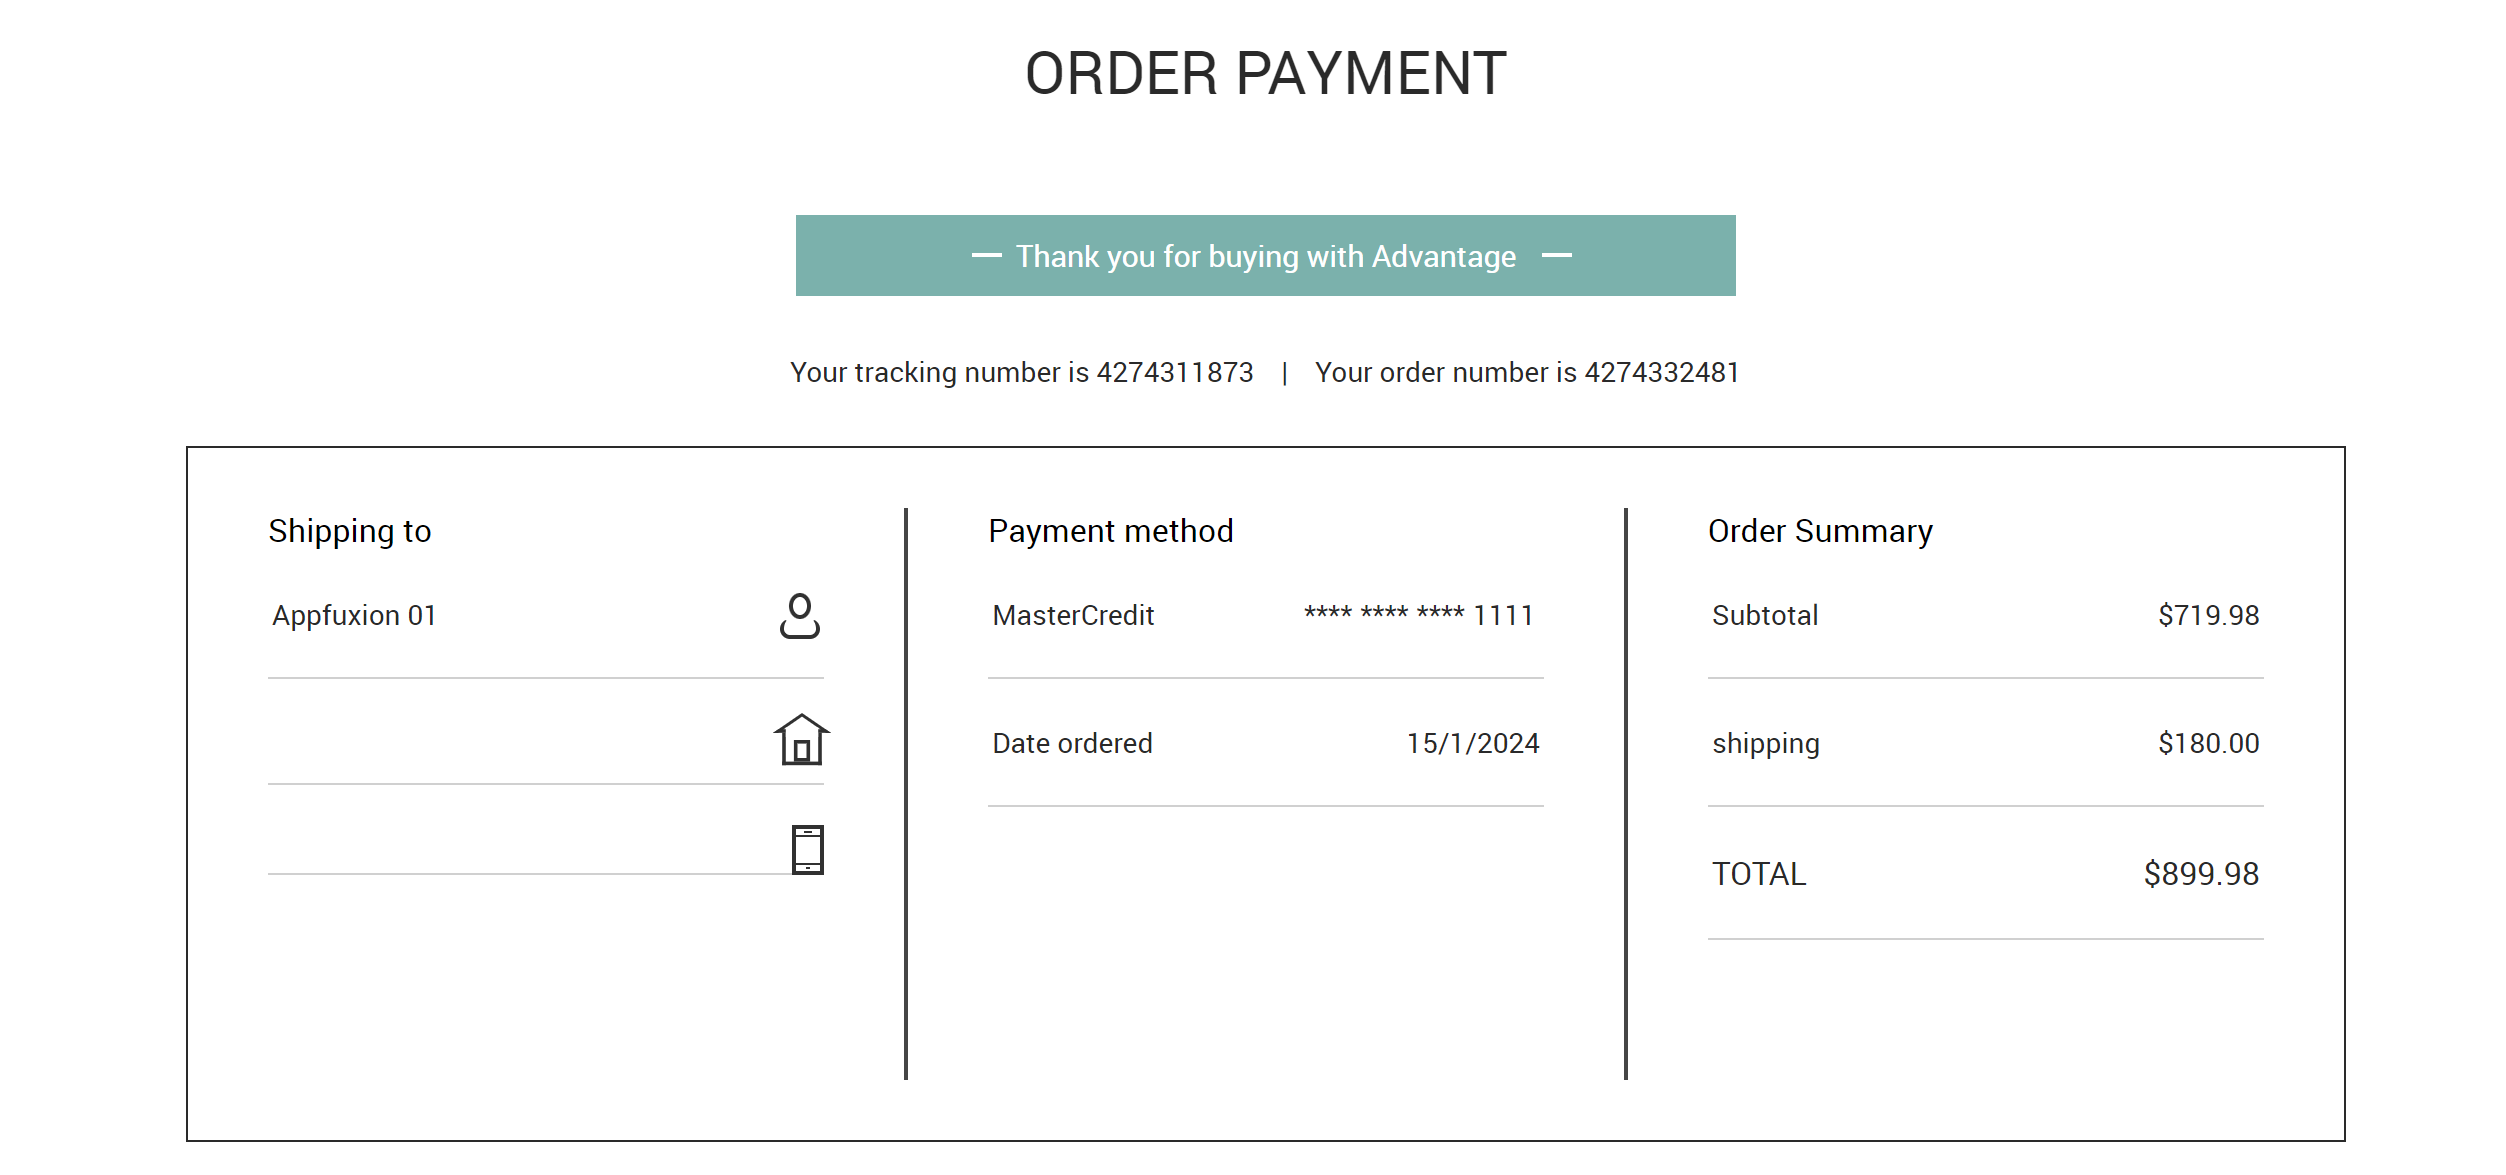 ORDER PAYMENT
Thank you for buying with Advantage
Your tracking number is 4274311873 | Your order number is 4274332481
Shipping to
Appfuxion 01
Payment method
MasterCredit **** **** **** 1111
Date ordered 15/1/2024
Order Summary
Subtotal $719.98
shipping $180.00
TOTAL $899.98